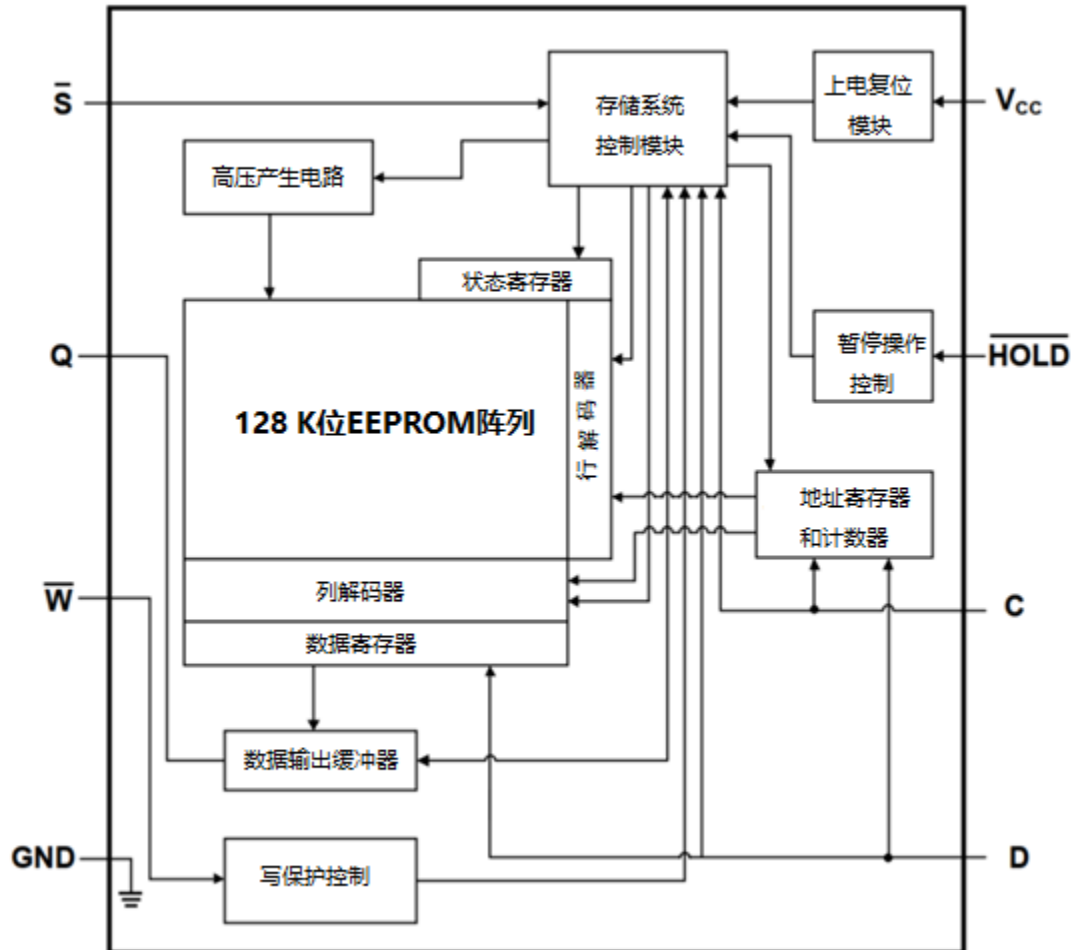 S̅
存储系统
控制模块
上电复位
模块
VCC
高压产生电路
状态寄存器
Q
128 K位EEPROM阵列
行解码器
暂停操作
控制
H̅O̅L̅D̅
地址寄存器
和计数器
W̅
列解码器
C
数据寄存器
数据输出缓冲器
GND
写保护控制
D